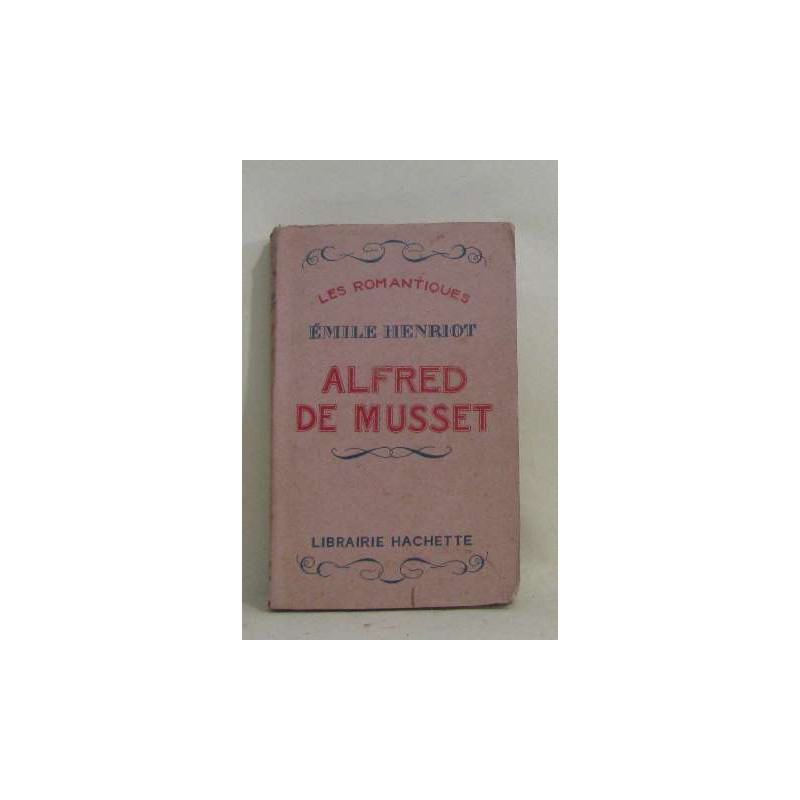 LES ROMANTIQUES
ÉMILE HENRIOT
ALFRED
DE MUSSET
LIBRAIRIE HACHETTE